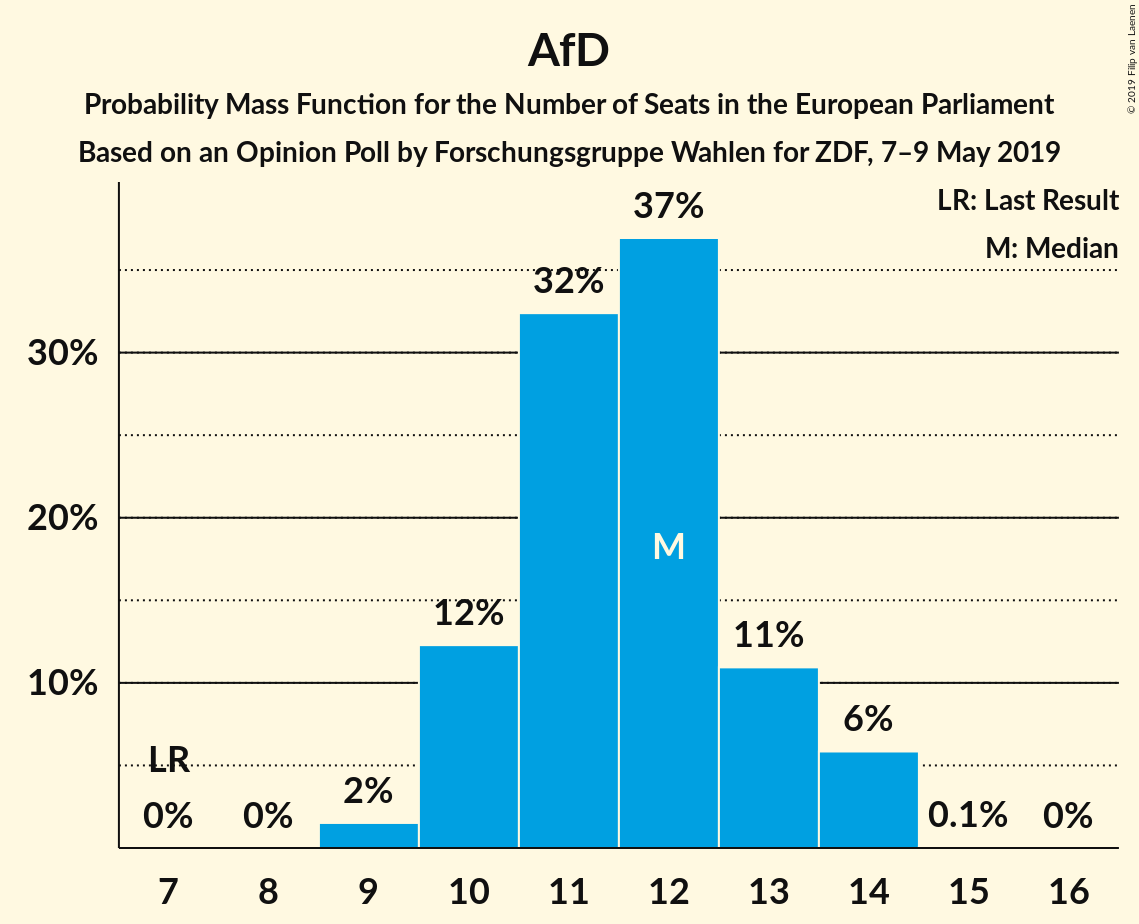 AfD
Probability Mass Function for the Number of Seats in the European Parliament
Based on an Opinion Poll by Forschungsgruppe Wahlen for ZDF, 7–9 May 2019
© 2019 Filip van Laenen
LR: Last Result
M: Median
37%
32%
30%
20%
M
12%
11%
10%
6%
LR
2%
0%
0%
0.1%
0%
7 8 9 10 11 12 13 14 15 16